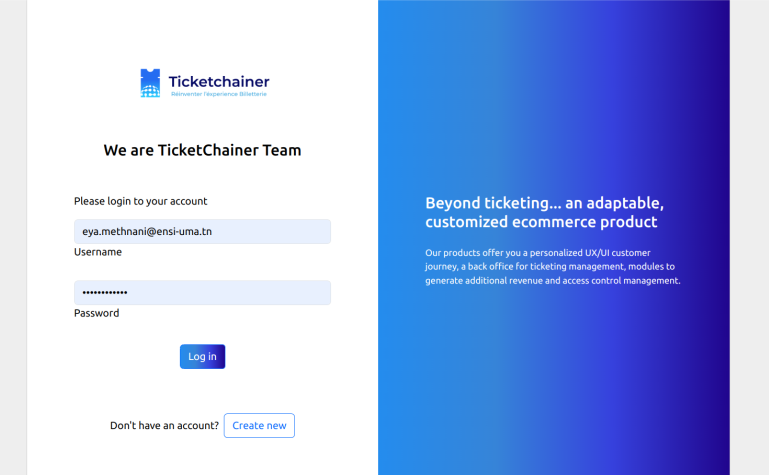 Ticketchainer
Réinventer l'éxperience Billetterie
We are TicketChainer Team
Please login to your account
eya.methnani@ensi-uma.tn
Username
••••••••••••
Password
Log in
Don't have an account? Create new
Beyond ticketing... an adaptable,
customized ecommerce product
Our products offer you a personalized UX/UI customer
journey, a back office for ticketing management, modules to
generate additional revenue and access control management.